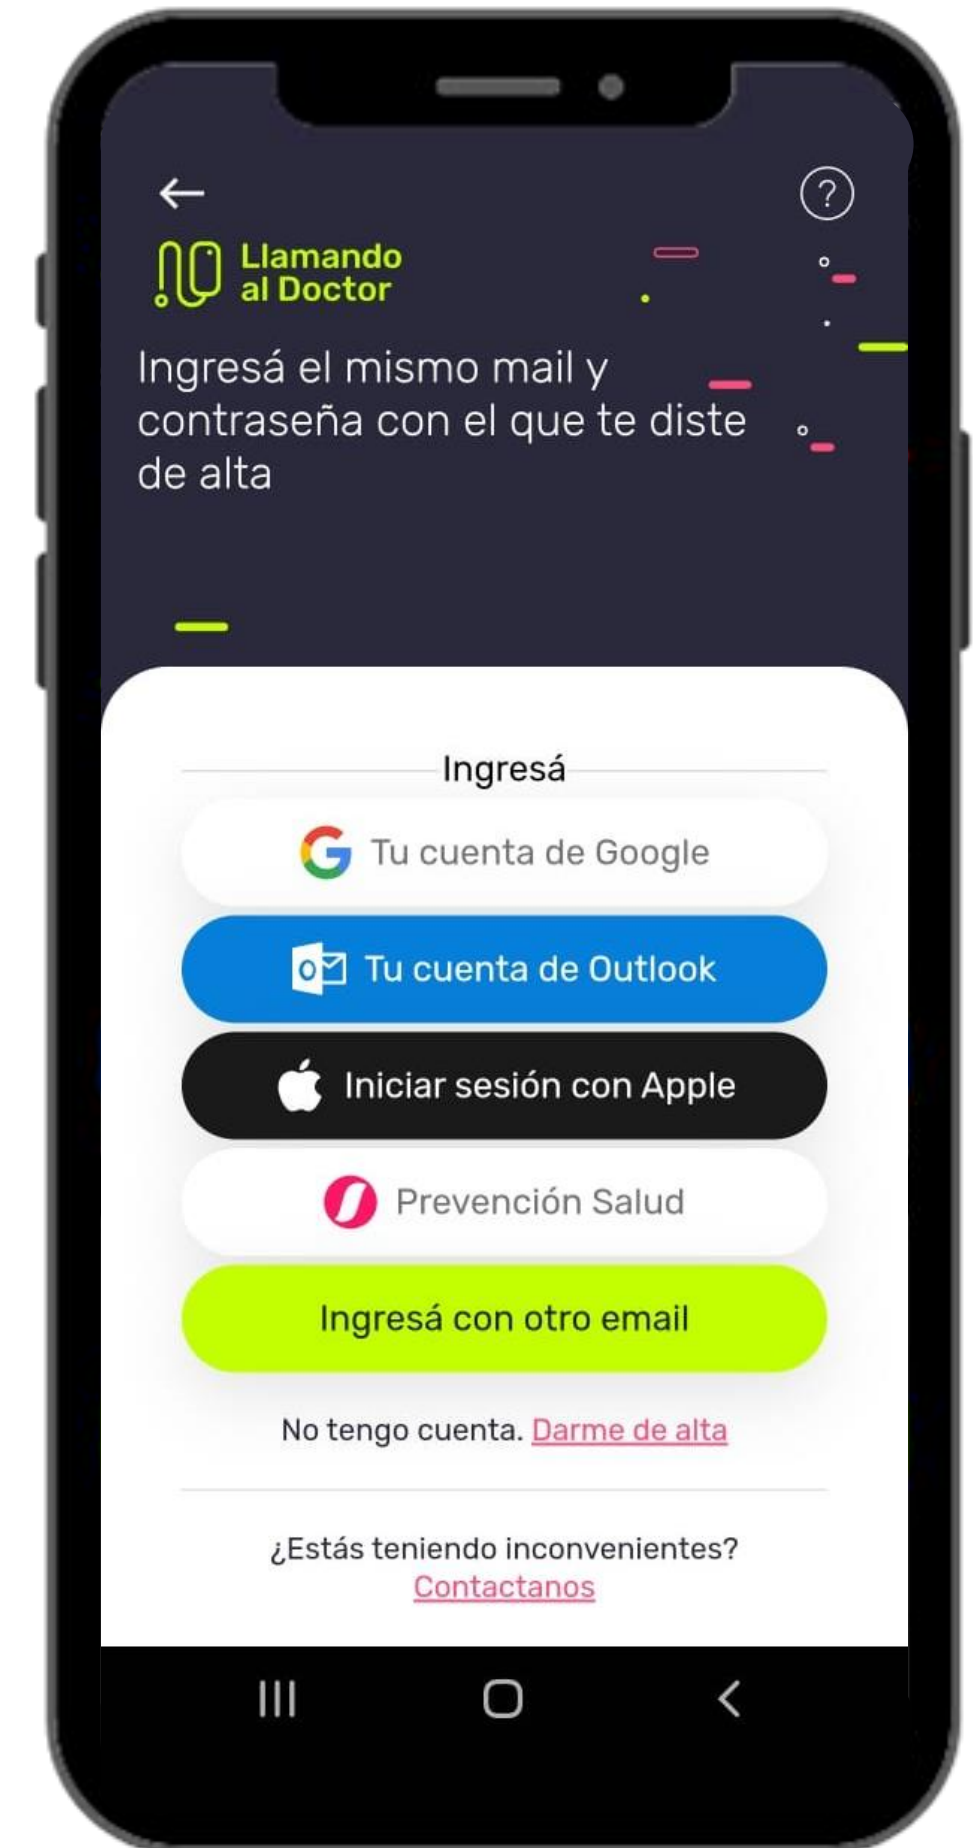 Llamando
al Doctor
Ingresá el mismo mail y
contraseña con el que te diste
de alta
Ingresá
Tu cuenta de Google
Tu cuenta de Outlook
Iniciar sesión con Apple
Prevención Salud
Ingresá con otro email
No tengo cuenta. Darme de alta
¿Estás teniendo inconvenientes?
Contactanos